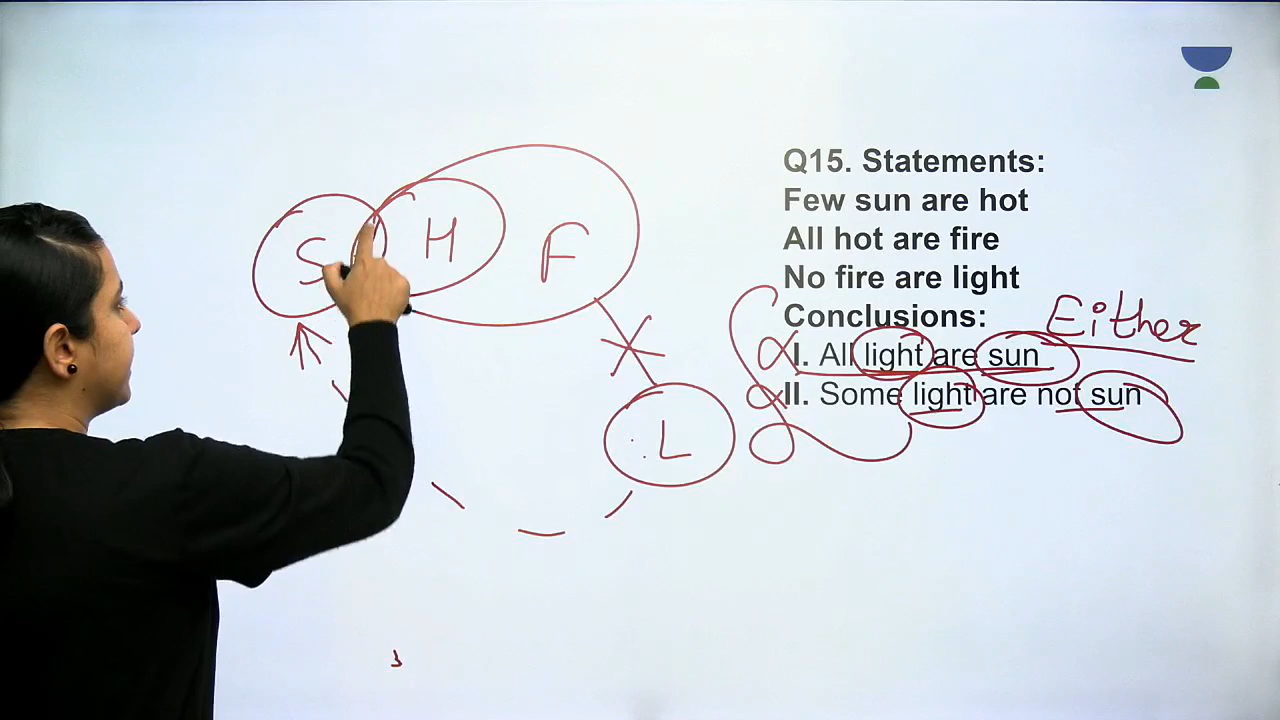 Q15. Statements:
Few sun are hot
All hot are fire
No fire are light
Conclusions:
Either
I. All light are sun
II. Some light are not sun
S
H
F
L